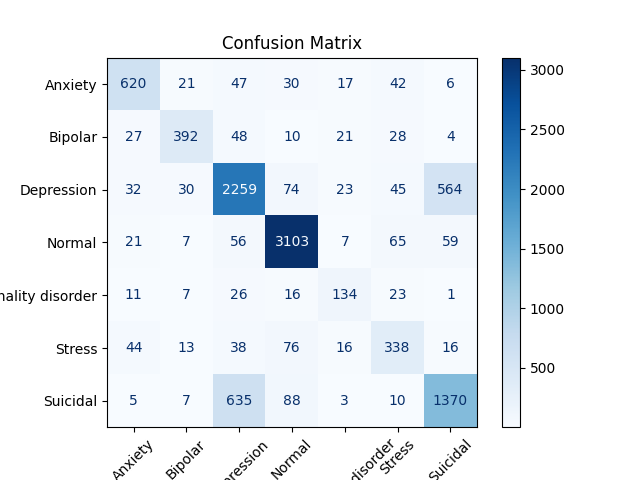 Confusion Matrix
Anxiety 620 21 47 30 17 42 6
Bipolar 27 392 48 10 21 28 4
Depression 32 30 2259 74 23 45 564
Normal 21 7 56 3103 7 65 59
nality disorder 11 7 26 16 134 23 1
Stress 44 13 38 76 16 338 16
Suicidal 5 7 635 88 3 10 1370
Anxiety Bipolar ression Normal disorder Stress Suicidal
3000
2500
2000
1500
1000
500